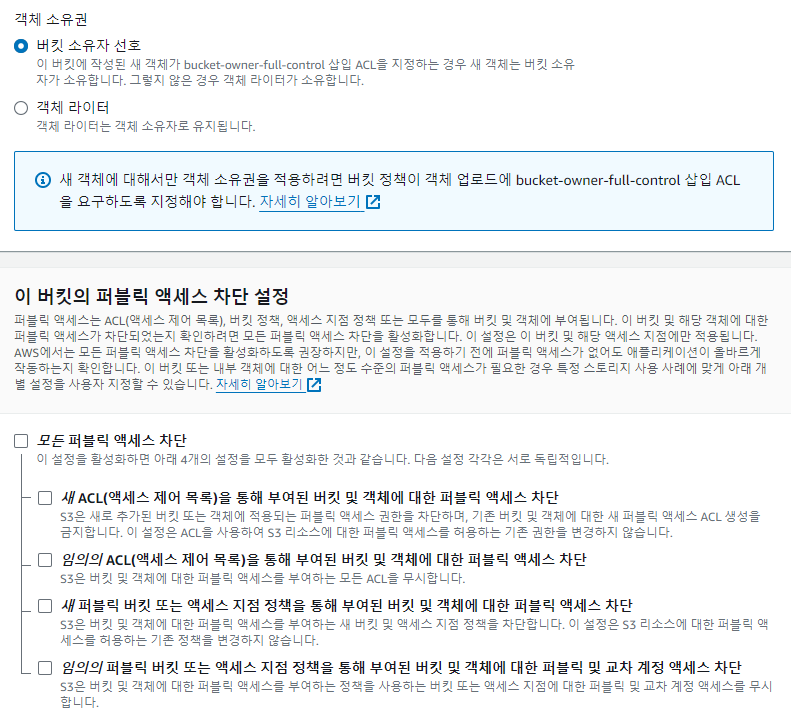 객체 소유권
버킷 소유자 선호
이 버킷에 작성된 새 객체가 bucket-owner-full-control 삽입 ACL을 지정하는 경우 새 객체는 버킷 소유
자가 소유합니다. 그렇지 않은 경우 객체 라이터가 소유합니다.
객체 라이터
객체 라이터는 객체 소유자로 유지됩니다.
새 객체에 대해서만 객체 소유권을 적용하려면 버킷 정책이 객체 업로드에 bucket-owner-full-control 삽입 ACL
을 요구하도록 지정해야 합니다. 자세히 알아보기
이 버킷의 퍼블릭 액세스 차단 설정
퍼블릭 액세스는 ACL(액세스 제어 목록), 버킷 정책, 액세스 지점 정책 또는 모두를 통해 버킷 및 객체에 부여됩니다. 이 버킷 및 해당 객체에 대한
퍼블릭 액세스가 차단되었는지 확인하려면 모든 퍼블릭 액세스 차단을 활성화합니다. 이 설정은 이 버킷 및 해당 액세스 지점에만 적용됩니다.
AWS에서는 모든 퍼블릭 액세스 차단을 활성화하도록 권장하지만, 이 설정을 적용하기 전에 퍼블릭 액세스가 없어도 애플리케이션이 올바르게
작동하는지 확인합니다. 이 버킷 또는 내부 객체에 대한 어느 정도 수준의 퍼블릭 액세스가 필요한 경우 특정 스토리지 사용 사례에 맞게 아래 개
별 설정을 사용자 지정할 수 있습니다. 자세히 알아보기
모든 퍼블릭 액세스 차단
이 설정을 활성화하면 아래 4개의 설정을 모두 활성화한 것과 같습니다. 다음 설정 각각은 서로 독립적입니다.
새 ACL(액세스 제어 목록)을 통해 부여된 버킷 및 객체에 대한 퍼블릭 액세스 차단
S3은 새로 추가된 버킷 또는 객체에 적용되는 퍼블릭 액세스 권한을 차단하며, 기존 버킷 및 객체에 대한 새 퍼블릭 액세스 ACL 생성을
금지합니다. 이 설정은 ACL을 사용하여 S3 리소스에 대한 퍼블릭 액세스를 허용하는 기존 권한을 변경하지 않습니다.
임의의 ACL(액세스 제어 목록)을 통해 부여된 버킷 및 객체에 대한 퍼블릭 액세스 차단
S3은 버킷 및 객체에 대한 퍼블릭 액세스를 부여하는 모든 ACL을 무시합니다.
새 퍼블릭 버킷 또는 액세스 지점 정책을 통해 부여된 버킷 및 객체에 대한 퍼블릭 액세스 차단
S3은 버킷 및 객체에 대한 퍼블릭 액세스를 부여하는 새 버킷 및 액세스 지점 정책을 차단합니다. 이 설정은 S3 리소스에 대한 퍼블릭 액
세스를 허용하는 기존 정책을 변경하지 않습니다.
임의의 퍼블릭 버킷 또는 액세스 지점 정책을 통해 부여된 버킷 및 객체에 대한 퍼블릭 및 교차 계정 액세스 차단
S3은 버킷 및 객체에 대한 퍼블릭 액세스를 부여하는 정책을 사용하는 버킷 또는 액세스 지점에 대한 퍼블릭 및 교차 계정 액세스를 무시
합니다.